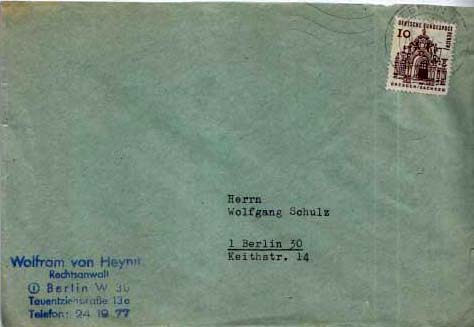 DEUTSCHE BUNDESPOST
10
BERLIN
DRESDEN/SACHSEN
Herrn
Wolfgang Schulz
1 Berlin 30
Keithstr. 14
Wolfram von Heynitz
Rechtsanwalt
① Berlin W 30
Tauentzienstraße 13a
Telefon: 24 19 77